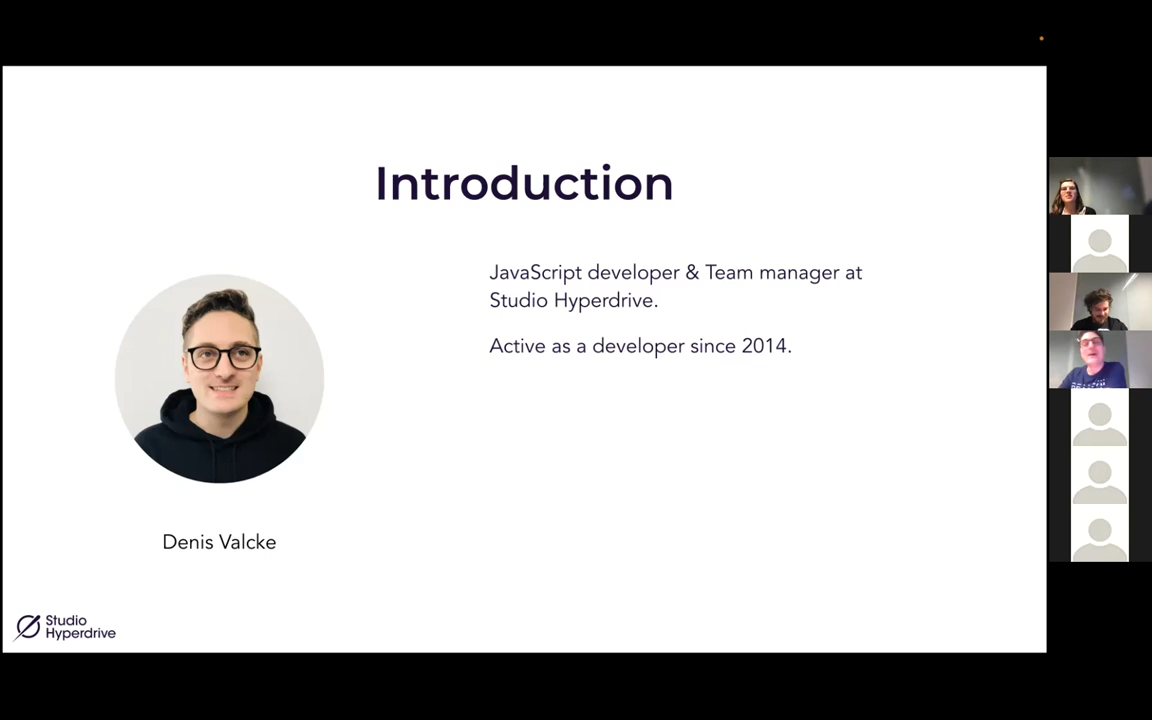 Introduction
JavaScript developer & Team manager at
Studio Hyperdrive.
Active as a developer since 2014.
Denis Valcke
Studio
Hyperdrive